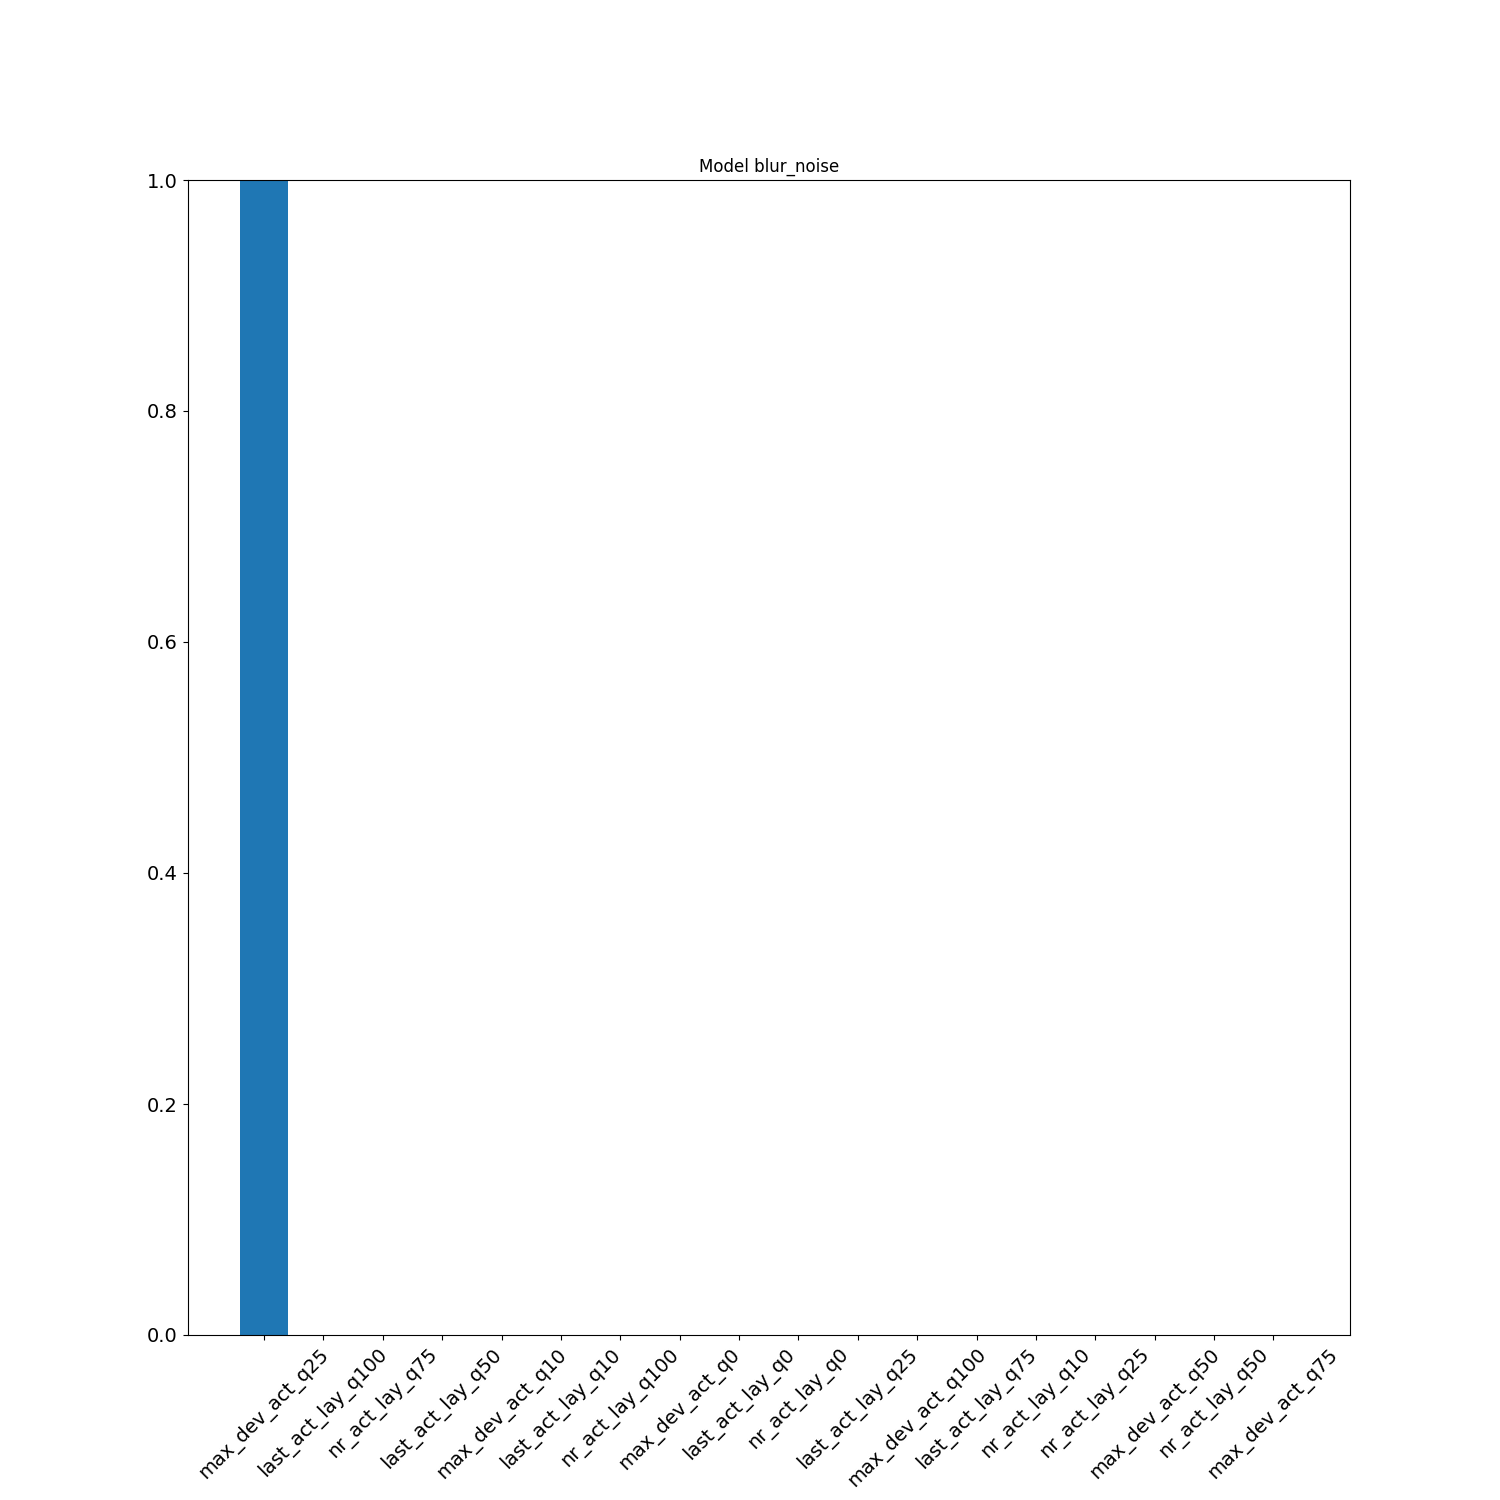 Model blur_noise
1.0
0.8
0.6
0.4
0.2
0.0
max_dev_act_q25
last_act_lay_q100
nr_act_lay_q75
last_act_lay_q50
max_dev_act_q10
last_act_lay_q10
nr_act_lay_q100
max_dev_act_q0
last_act_lay_q0
nr_act_lay_q0
last_act_lay_q25
max_dev_act_q100
last_act_lay_q75
nr_act_lay_q10
nr_act_lay_q25
max_dev_act_q50
nr_act_lay_q50
max_dev_act_q75